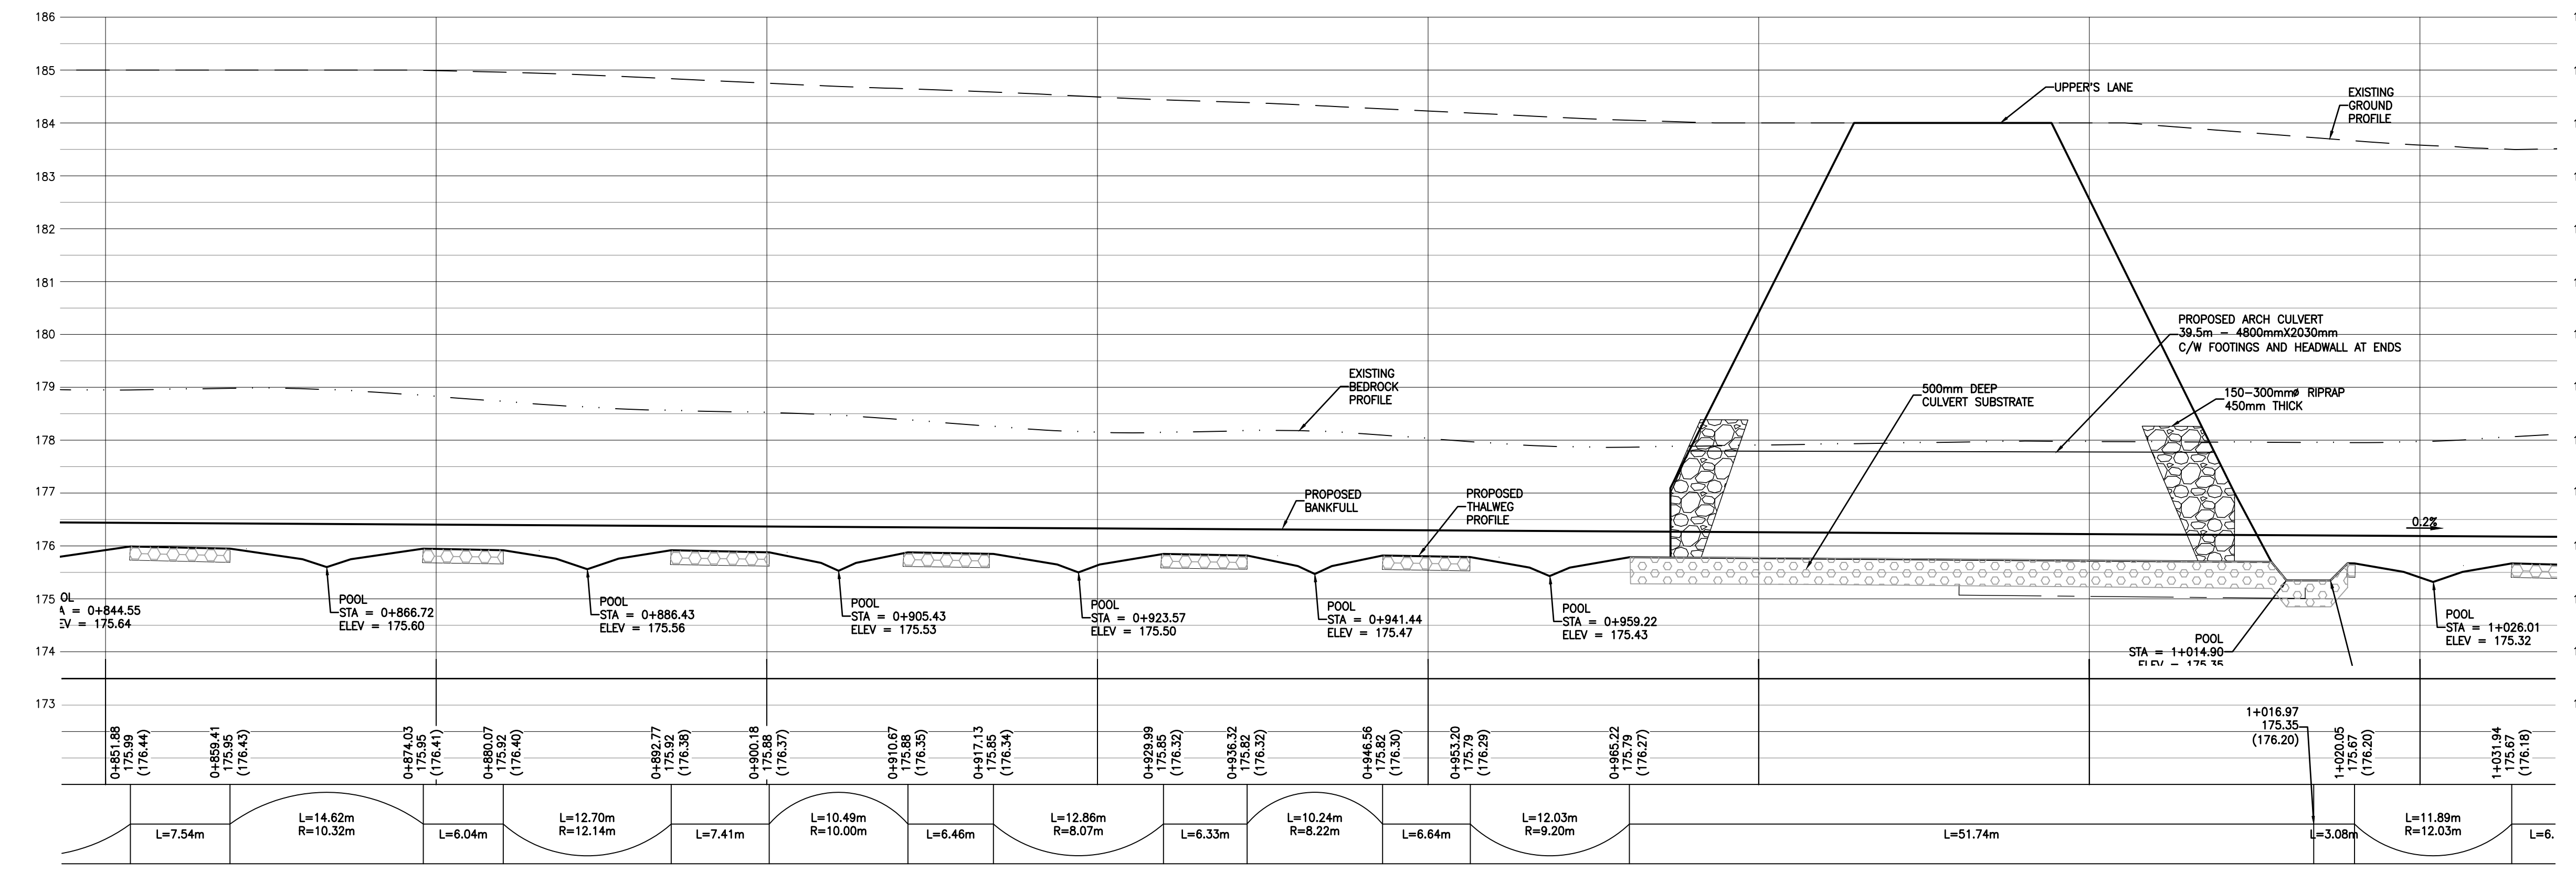 186
185
184
183
182
181
180
179
178
177
176
175
174
173
UPPER'S LANE
EXISTING
GROUND
PROFILE
PROPOSED ARCH CULVERT
39.5m - 4800mmX2030mm
C/W FOOTINGS AND HEADWALL AT ENDS
EXISTING
BEDROCK
PROFILE
500mm DEEP
CULVERT SUBSTRATE
150-300mmØ RIPRAP
450mm THICK
PROPOSED
BANKFULL
PROPOSED
THALWEG
PROFILE
0.2%
OL
A = 0+844.55
EV = 175.64
POOL
STA = 0+866.72
ELEV = 175.60
POOL
STA = 0+886.43
ELEV = 175.56
POOL
STA = 0+905.43
ELEV = 175.53
POOL
STA = 0+923.57
ELEV = 175.50
POOL
STA = 0+941.44
ELEV = 175.47
POOL
STA = 0+959.22
ELEV = 175.43
POOL
STA = 1+014.90
ELEV = 175.35
POOL
STA = 1+026.01
ELEV = 175.32
0+851.88
175.99
(176.44)
0+859.41
175.95
(176.43)
0+874.03
175.95
(176.41)
0+880.07
175.92
(176.40)
0+892.77
175.92
(176.38)
0+900.18
175.88
(176.37)
0+910.67
175.88
(176.35)
0+917.13
175.85
(176.34)
0+929.99
175.85
(176.32)
0+936.32
175.82
(176.32)
0+946.56
175.82
(176.30)
0+953.20
175.79
(176.29)
0+965.22
175.79
(176.27)
1+016.97
175.35
(176.20)
1+020.05
175.67
(176.20)
1+031.94
175.67
(176.18)
L=7.54m
L=14.62m
R=10.32m
L=6.04m
L=12.70m
R=12.14m
L=7.41m
L=10.49m
R=10.00m
L=6.46m
L=12.86m
R=8.07m
L=6.33m
L=10.24m
R=8.22m
L=6.64m
L=12.03m
R=9.20m
L=51.74m
L=3.08m
L=11.89m
R=12.03m
L=6.